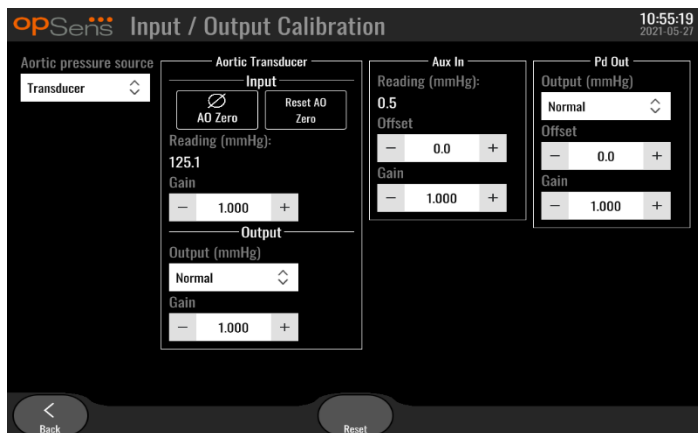 opSens Input / Output Calibration
10:55:19
2021-05-27
Aortic pressure source
Transducer
Aortic Transducer
Input
AO Zero
Reset AO
Zero
Reading (mmHg):
125.1
Gain
− 1.000 +
Output
Output (mmHg)
Normal
Gain
− 1.000 +
Aux In
Reading (mmHg):
0.5
Offset
− 0.0 +
Gain
− 1.000 +
Pd Out
Output (mmHg)
Normal
Offset
− 0.0 +
Gain
− 1.000 +
Back
Reset